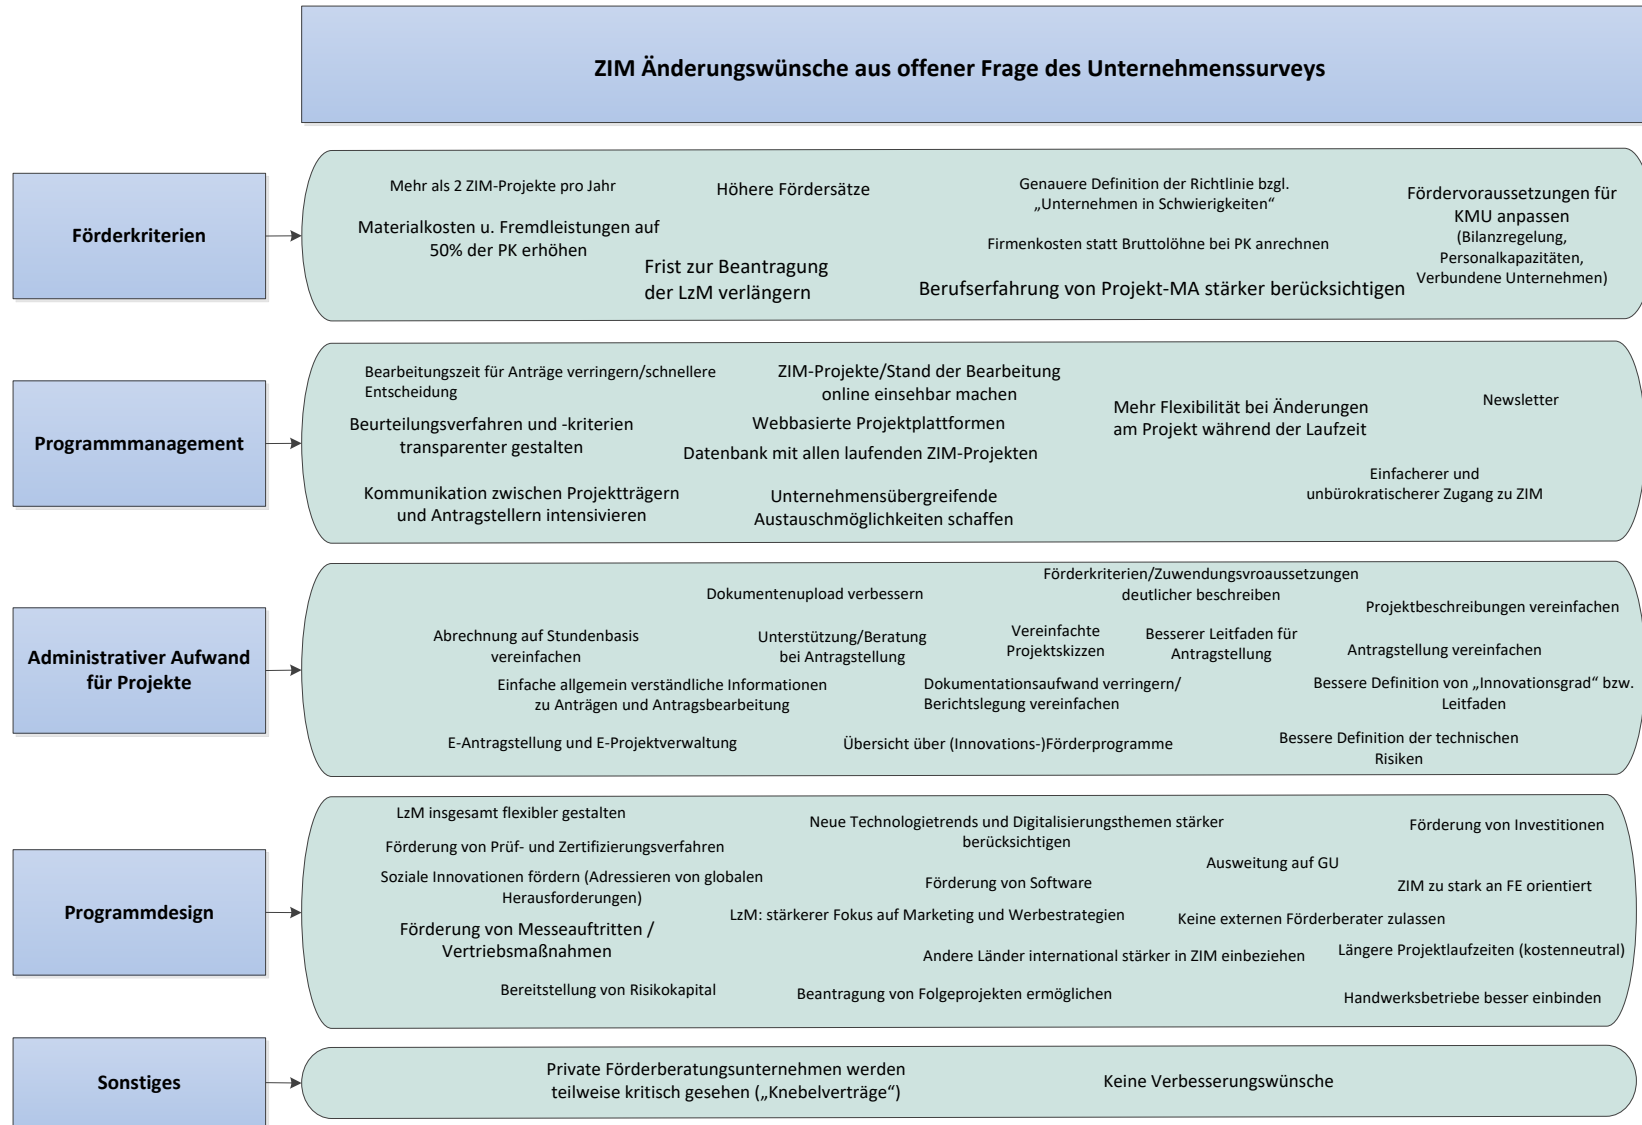 ZIM Änderungswünsche aus offener Frage des Unternehmenssurveys
Förderkriterien
Mehr als 2 ZIM-Projekte pro Jahr
Höhere Fördersätze
Genauere Definition der Richtlinie bzgl.
„Unternehmen in Schwierigkeiten“
Fördervoraussetzungen für
KMU anpassen
(Bilanzregelung,
Personalkapazitäten,
Verbundene Unternehmen)
Materialkosten u. Fremdleistungen auf
50% der PK erhöhen
Firmenkosten statt Bruttolöhne bei PK anrechnen
Frist zur Beantragung
der LzM verlängern
Berufserfahrung von Projekt-MA stärker berücksichtigen
Programmmanagement
Bearbeitungszeit für Anträge verringern/schnellere
Entscheidung
ZIM-Projekte/Stand der Bearbeitung
online einsehbar machen
Mehr Flexibilität bei Änderungen
am Projekt während der Laufzeit
Newsletter
Beurteilungsverfahren und -kriterien
transparenter gestalten
Webbasierte Projektplattformen
Datenbank mit allen laufenden ZIM-Projekten
Einfacherer und
unbürokratischerer Zugang zu ZIM
Kommunikation zwischen Projektträgern
und Antragstellern intensivieren
Unternehmensübergreifende
Austauschmöglichkeiten schaffen
Administrativer Aufwand
für Projekte
Dokumentenupload verbessern
Förderkriterien/Zuwendungsvroaussetzungen
deutlicher beschreiben
Projektbeschreibungen vereinfachen
Abrechnung auf Stundenbasis
vereinfachen
Unterstützung/Beratung
bei Antragstellung
Vereinfachte
Projektskizzen
Besserer Leitfaden für
Antragstellung
Antragstellung vereinfachen
Einfache allgemein verständliche Informationen
zu Anträgen und Antragsbearbeitung
Dokumentationsaufwand verringern/
Berichtslegung vereinfachen
Bessere Definition von „Innovationsgrad“ bzw.
Leitfaden
E-Antragstellung und E-Projektverwaltung
Übersicht über (Innovations-)Förderprogramme
Bessere Definition der technischen
Risiken
Programmdesign
LzM insgesamt flexibler gestalten
Neue Technologietrends und Digitalisierungsthemen stärker
berücksichtigen
Förderung von Investitionen
Förderung von Prüf- und Zertifizierungsverfahren
Ausweitung auf GU
Soziale Innovationen fördern (Adressieren von globalen
Herausforderungen)
Förderung von Software
ZIM zu stark an FE orientiert
LzM: stärkerer Fokus auf Marketing und Werbestrategien
Keine externen Förderberater zulassen
Förderung von Messeauftritten /
Vertriebsmaßnahmen
Andere Länder international stärker in ZIM einbeziehen
Längere Projektlaufzeiten (kostenneutral)
Bereitstellung von Risikokapital
Beantragung von Folgeprojekten ermöglichen
Handwerksbetriebe besser einbinden
Sonstiges
Private Förderberatungsunternehmen werden
teilweise kritisch gesehen („Knebelverträge“)
Keine Verbesserungswünsche